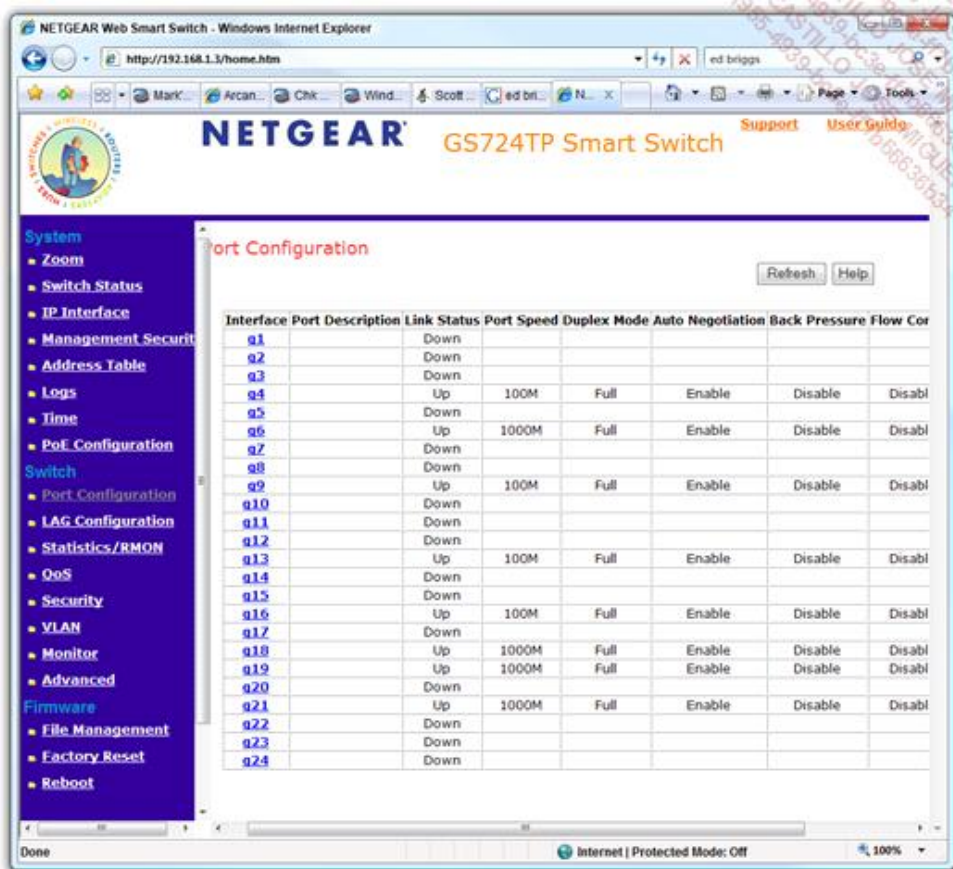 NETGEAR Web Smart Switch - Windows Internet Explorer
http://192.168.1.3/home.htm ed briggs
Mark'... Arcan... Chk... Wind... Scott... ed bri... N... X Page Tools
NETGEAR GS724TP Smart Switch Support User Guide
SWITCHES WIRELESS ROUTERS HUBS
System
Zoom
Switch Status
IP Interface
Management Securit
Address Table
Logs
Time
PoE Configuration
Switch
Port Configuration
LAG Configuration
Statistics/RMON
QoS
Security
VLAN
Monitor
Advanced
Firmware
File Management
Factory Reset
Reboot
ort Configuration
Refresh Help
Interface Port Description Link Status Port Speed Duplex Mode Auto Negotiation Back Pressure Flow Cor
g1 Down
g2 Down
g3 Down
g4 Up 100M Full Enable Disable Disabl
g5 Down
g6 Up 1000M Full Enable Disable Disabl
g7 Down
g8 Down
g9 Up 100M Full Enable Disable Disabl
g10 Down
g11 Down
g12 Down
g13 Up 100M Full Enable Disable Disabl
g14 Down
g15 Down
g16 Up 100M Full Enable Disable Disabl
g17 Down
g18 Up 1000M Full Enable Disable Disabl
g19 Up 1000M Full Enable Disable Disabl
g20 Down
g21 Up 1000M Full Enable Disable Disabl
g22 Down
g23 Down
g24 Down
Done Internet | Protected Mode: Off 100%